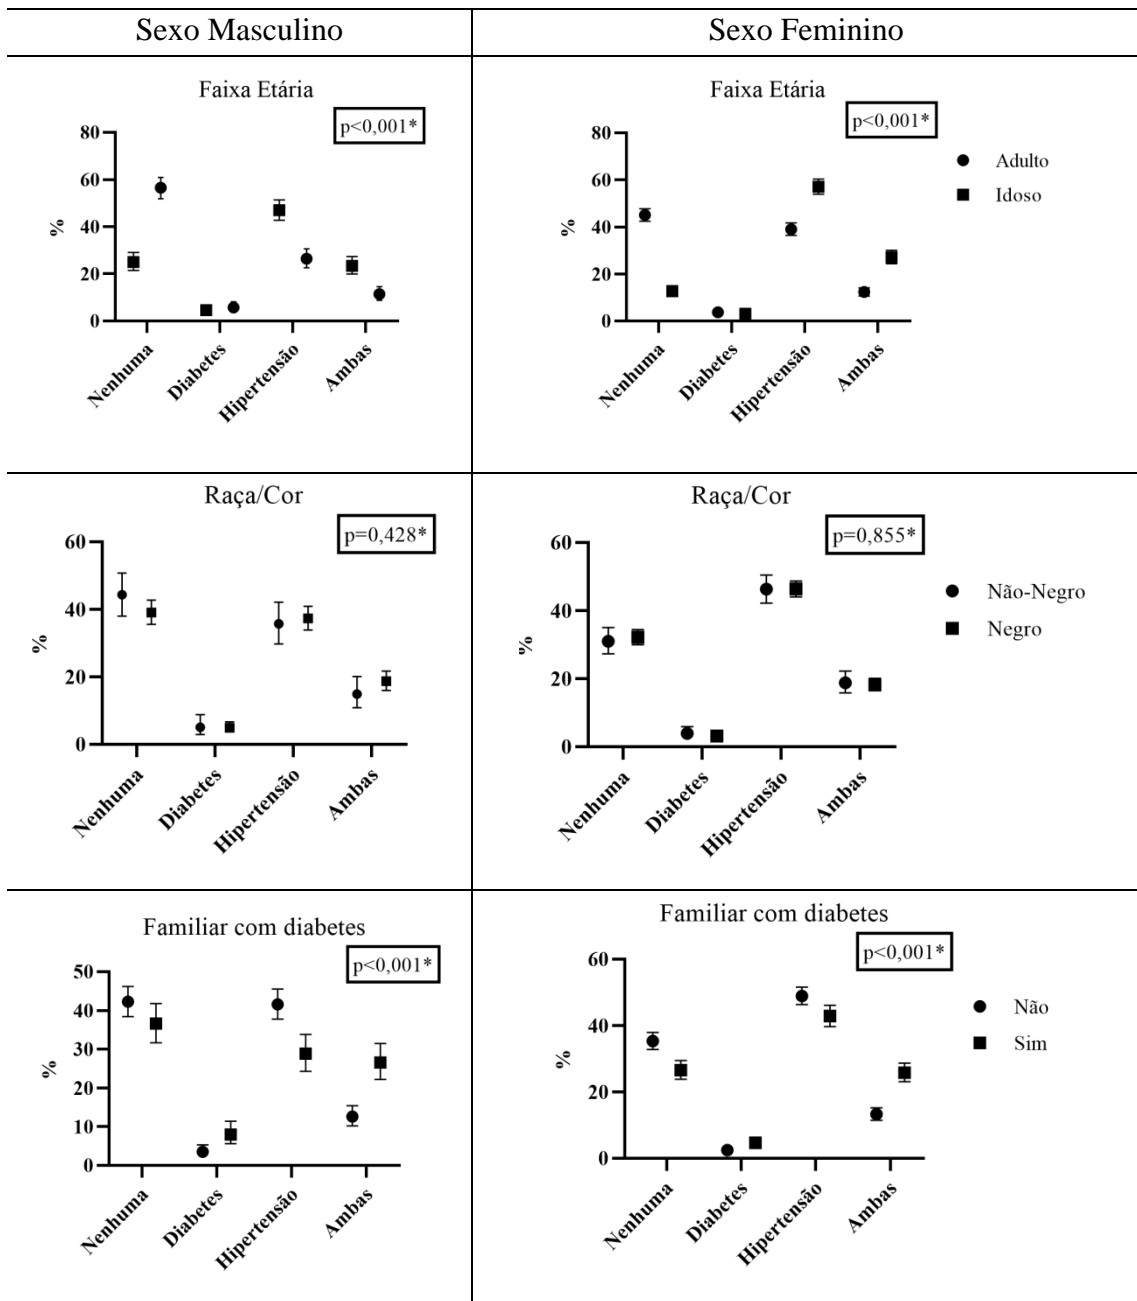 Sexo Masculino
Sexo Feminino
Faixa Etária
p<0,001*
80
60
40
20
0
%
Nenhuma
Diabetes
Hipertensão
Ambas
Faixa Etária
p<0,001*
80
60
40
20
0
%
Nenhuma
Diabetes
Hipertensão
Ambas
Adulto
Idoso
Raça/Cor
p=0,428*
60
40
20
0
%
Nenhuma
Diabetes
Hipertensão
Ambas
Raça/Cor
p=0,855*
60
40
20
0
%
Nenhuma
Diabetes
Hipertensão
Ambas
Não-Negro
Negro
Familiar com diabetes
p<0,001*
50
40
30
20
10
0
%
Nenhuma
Diabetes
Hipertensão
Ambas
Familiar com diabetes
p<0,001*
60
40
20
0
%
Nenhuma
Diabetes
Hipertensão
Ambas
Não
Sim